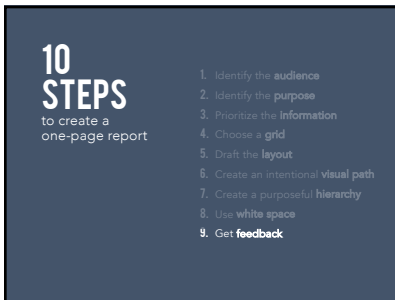 10
STEPS
to create a
one-page report
1. Identify the audience
2. Identify the purpose
3. Prioritize the information
4. Choose a grid
5. Draft the layout
6. Create an intentional visual path
7. Create a purposeful hierarchy
8. Use white space
9. Get feedback